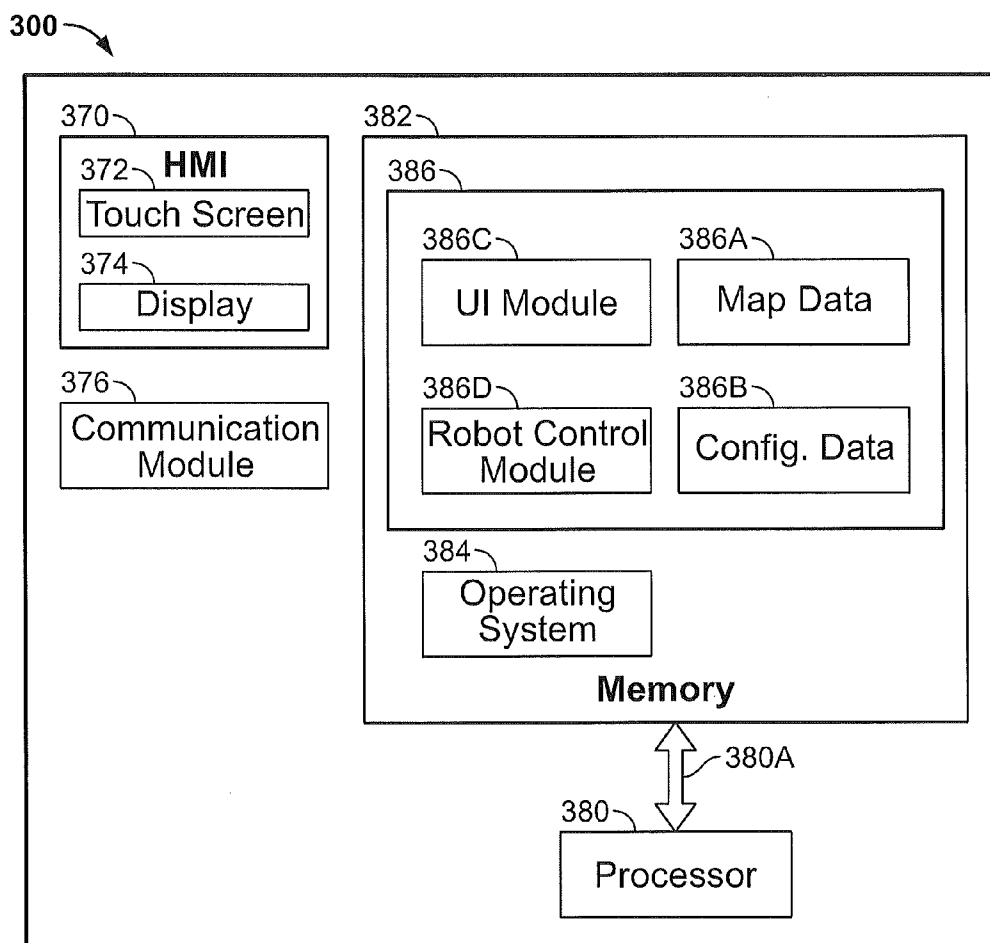 300
370
HMI
372
Touch Screen
374
Display
376
Communication
Module
382
386
386C
UI Module
386A
Map Data
386D
Robot Control
Module
386B
Config. Data
384
Operating
System
Memory
380A
380
Processor